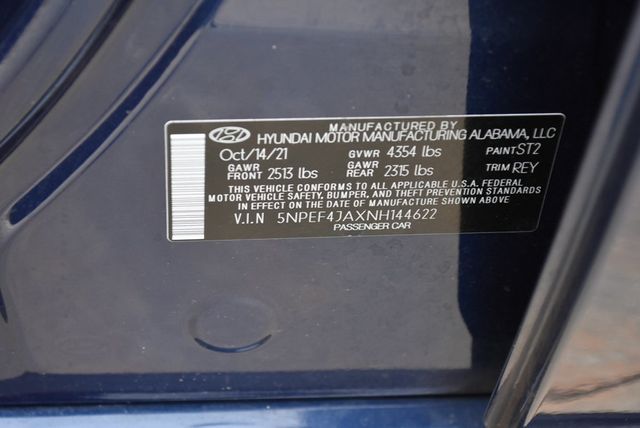 MANUFACTURED BY
HYUNDAI MOTOR MANUFACTURING ALABAMA, LLC
Oct/14/21 GVWR 4354 lbs PAINT ST2
GAWR FRONT 2513 lbs GAWR REAR 2315 lbs TRIM REY
THIS VEHICLE CONFORMS TO ALL APPLICABLE U.S.A. FEDERAL
MOTOR VEHICLE SAFETY, BUMPER, AND THEFT PREVENTION STANDARDS
IN EFFECT ON THE DATE OF MANUFACTURE SHOWN ABOVE
V.I.N 5NPEF4JAXNH144622
PASSENGER CAR